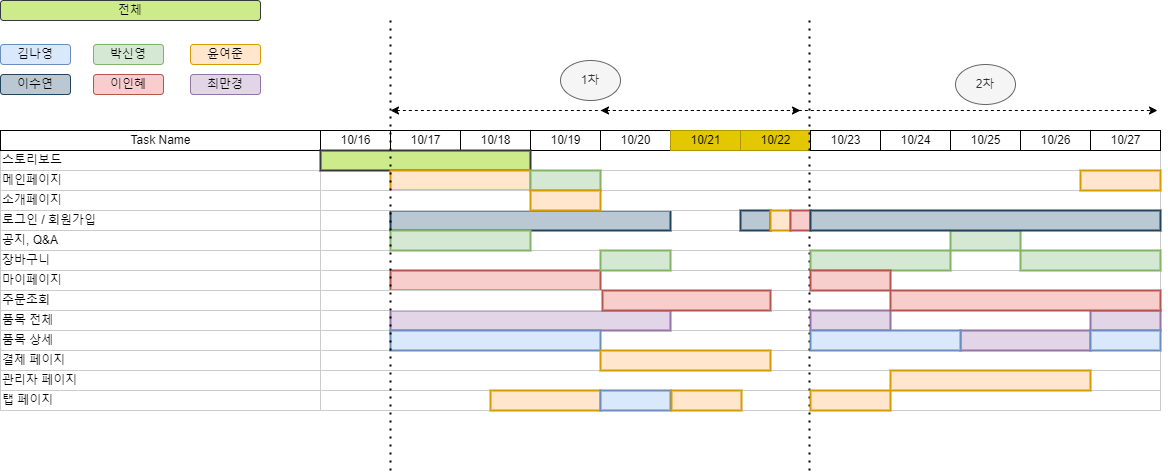 전체
김나영 박신영 윤여준
이수연 이인혜 최만경
1차 2차
Task Name 10/16 10/17 10/18 10/19 10/20 10/21 10/22 10/23 10/24 10/25 10/26 10/27
스토리보드
메인페이지
소개페이지
로그인 / 회원가입
공지, Q&A
장바구니
마이페이지
주문조회
품목 전체
품목 상세
결제 페이지
관리자 페이지
탭 페이지